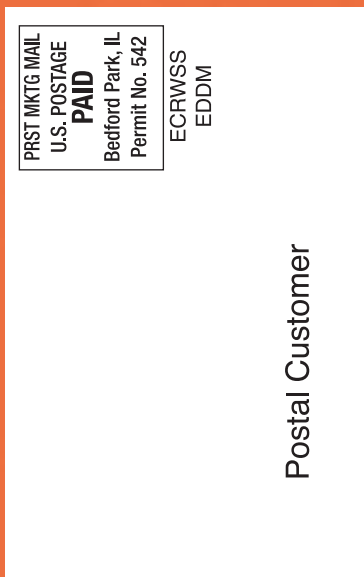 PRST MKTG MAIL
U.S. POSTAGE
PAID
Bedford Park, IL
Permit No. 542
ECRWSS
EDDM
Postal Customer